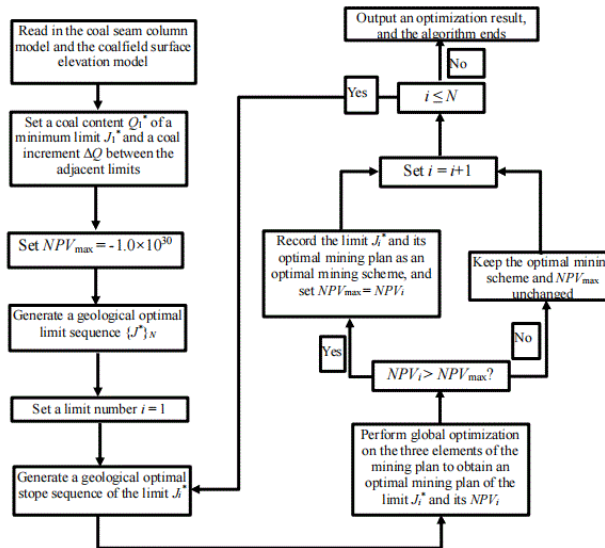 Read in the coal seam column
model and the coalfield surface
elevation model
Set a coal content Q₁* of a
minimum limit J₁* and a coal
increment ΔQ between the
adjacent limits
Set NPVmax = -1.0×10³⁰
Generate a geological optimal
limit sequence {J*}N
Set a limit number i = 1
Generate a geological optimal
stope sequence of the limit Jᵢ*
Perform global optimization
on the three elements of the
mining plan to obtain an
optimal mining plan of the
limit Jᵢ* and its NPVᵢ
NPVᵢ > NPVmax?
Yes
No
Record the limit Jᵢ* and its
optimal mining plan as an
optimal mining scheme, and
set NPVmax = NPVᵢ
Keep the optimal minin
scheme and NPVmax
unchanged
Set i = i+1
i ≤ N
Yes
No
Output an optimization result,
and the algorithm ends